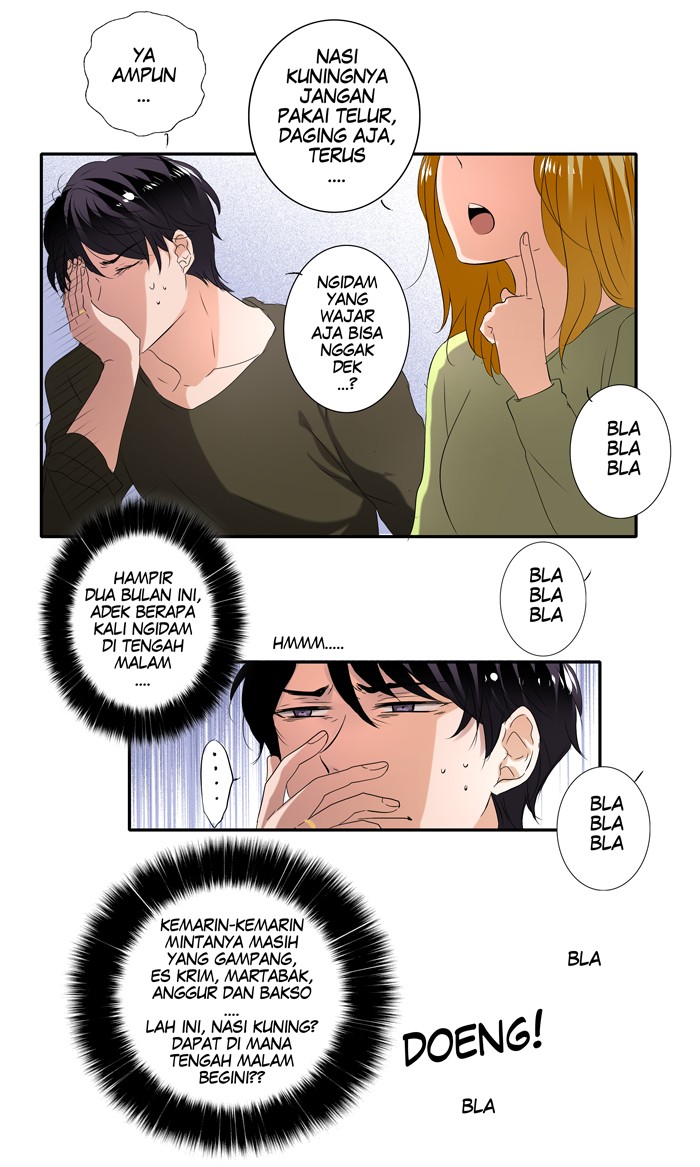 YA
AMPUN
...
NASI
KUNINGNYA
JANGAN
PAKAI TELUR,
DAGING AJA,
TERUS
....
NGIDAM
YANG
WAJAR
AJA BISA
NGGAK
DEK
...?
BLA
BLA
BLA
HAMPIR
DUA BULAN INI,
ADEK BERAPA
KALI NGIDAM
DI TENGAH
MALAM
....
HMMM.....
BLA
BLA
BLA
....
BLA
BLA
BLA
KEMARIN-KEMARIN
MINTANYA MASIH
YANG GAMPANG,
ES KRIM, MARTABAK,
ANGGUR DAN BAKSO
....
LAH INI, NASI KUNING?
DAPAT DI MANA
TENGAH MALAM
BEGINI??
BLA
DOENG!
BLA